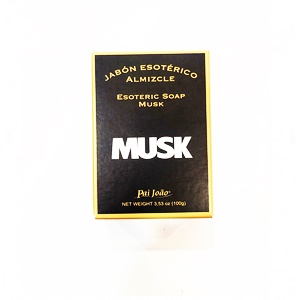 JABÓN ESOTÉRICO
ALMIZCLE
ESOTERIC SOAP
MUSK
MUSK
Pai João®
NET WEIGHT 3,53 oz (100g)